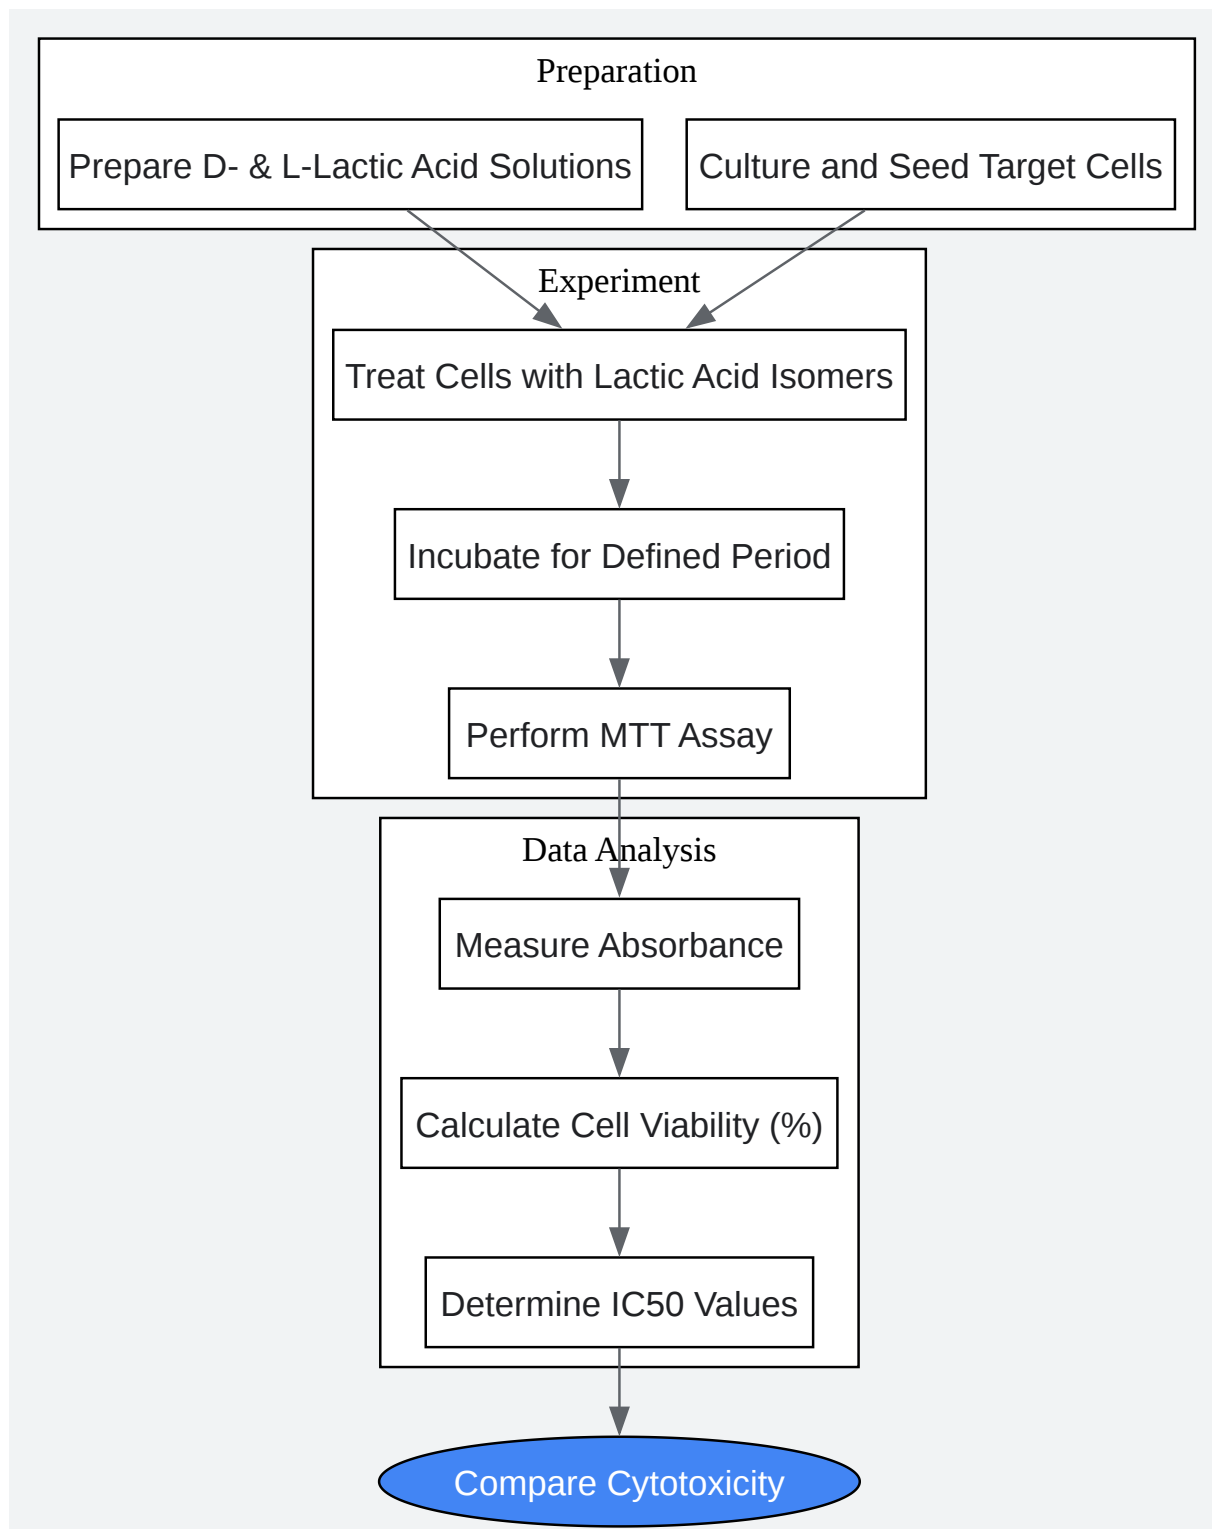 Preparation
Prepare D- & L-Lactic Acid Solutions
Culture and Seed Target Cells
Experiment
Treat Cells with Lactic Acid Isomers
Incubate for Defined Period
Perform MTT Assay
Data Analysis
Measure Absorbance
Calculate Cell Viability (%)
Determine IC50 Values
Compare Cytotoxicity